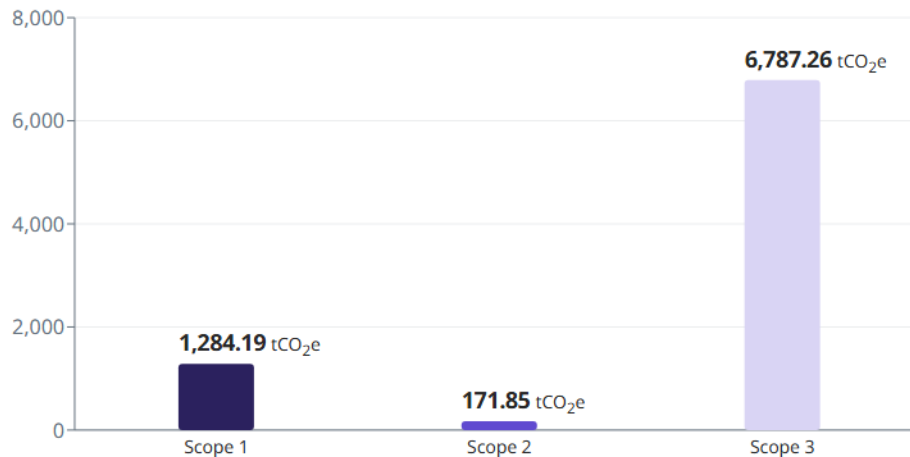 8,000
6,787.26 tCO₂e
6,000
4,000
2,000
1,284.19 tCO₂e
171.85 tCO₂e
0
Scope 1 Scope 2 Scope 3